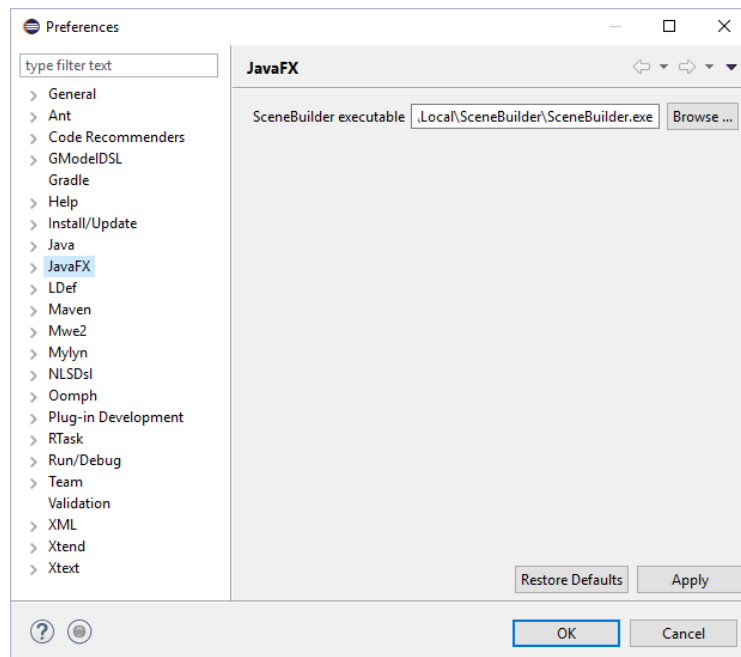 Preferences
type filter text
General
Ant
Code Recommenders
GModelDSL
Gradle
Help
Install/Update
Java
JavaFX
LDef
Maven
Mwe2
Mylyn
NLSDsl
Oomph
Plug-in Development
RTask
Run/Debug
Team
Validation
XML
Xtend
Xtext
JavaFX
SceneBuilder executable \Local\SceneBuilder\SceneBuilder.exe Browse ...
Restore Defaults Apply
OK Cancel